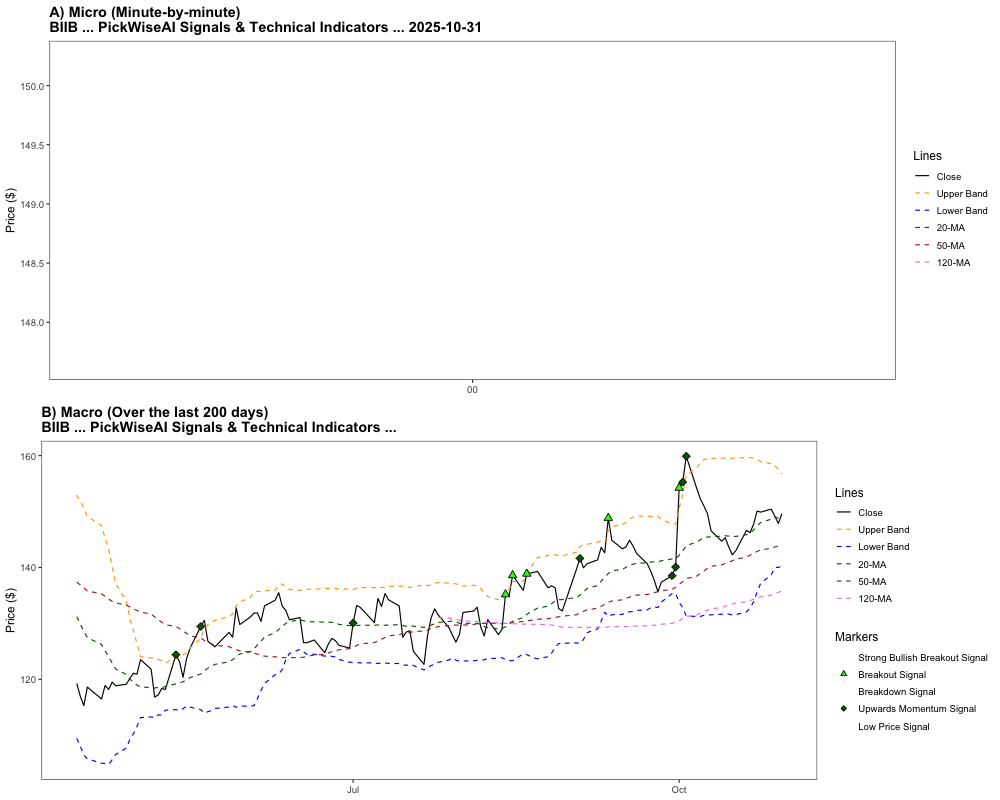 A) Micro (Minute-by-minute)
BIIB ... PickWiseAI Signals & Technical Indicators ... 2025-10-31
Price ($)
150.0
149.5
149.0
148.5
148.0
00
Lines
Close
Upper Band
Lower Band
20-MA
50-MA
120-MA
B) Macro (Over the last 200 days)
BIIB ... PickWiseAI Signals & Technical Indicators ...
Price ($)
160
140
120
Jul
Oct
Lines
Close
Upper Band
Lower Band
20-MA
50-MA
120-MA
Markers
Strong Bullish Breakout Signal
Breakout Signal
Breakdown Signal
Upwards Momentum Signal
Low Price Signal